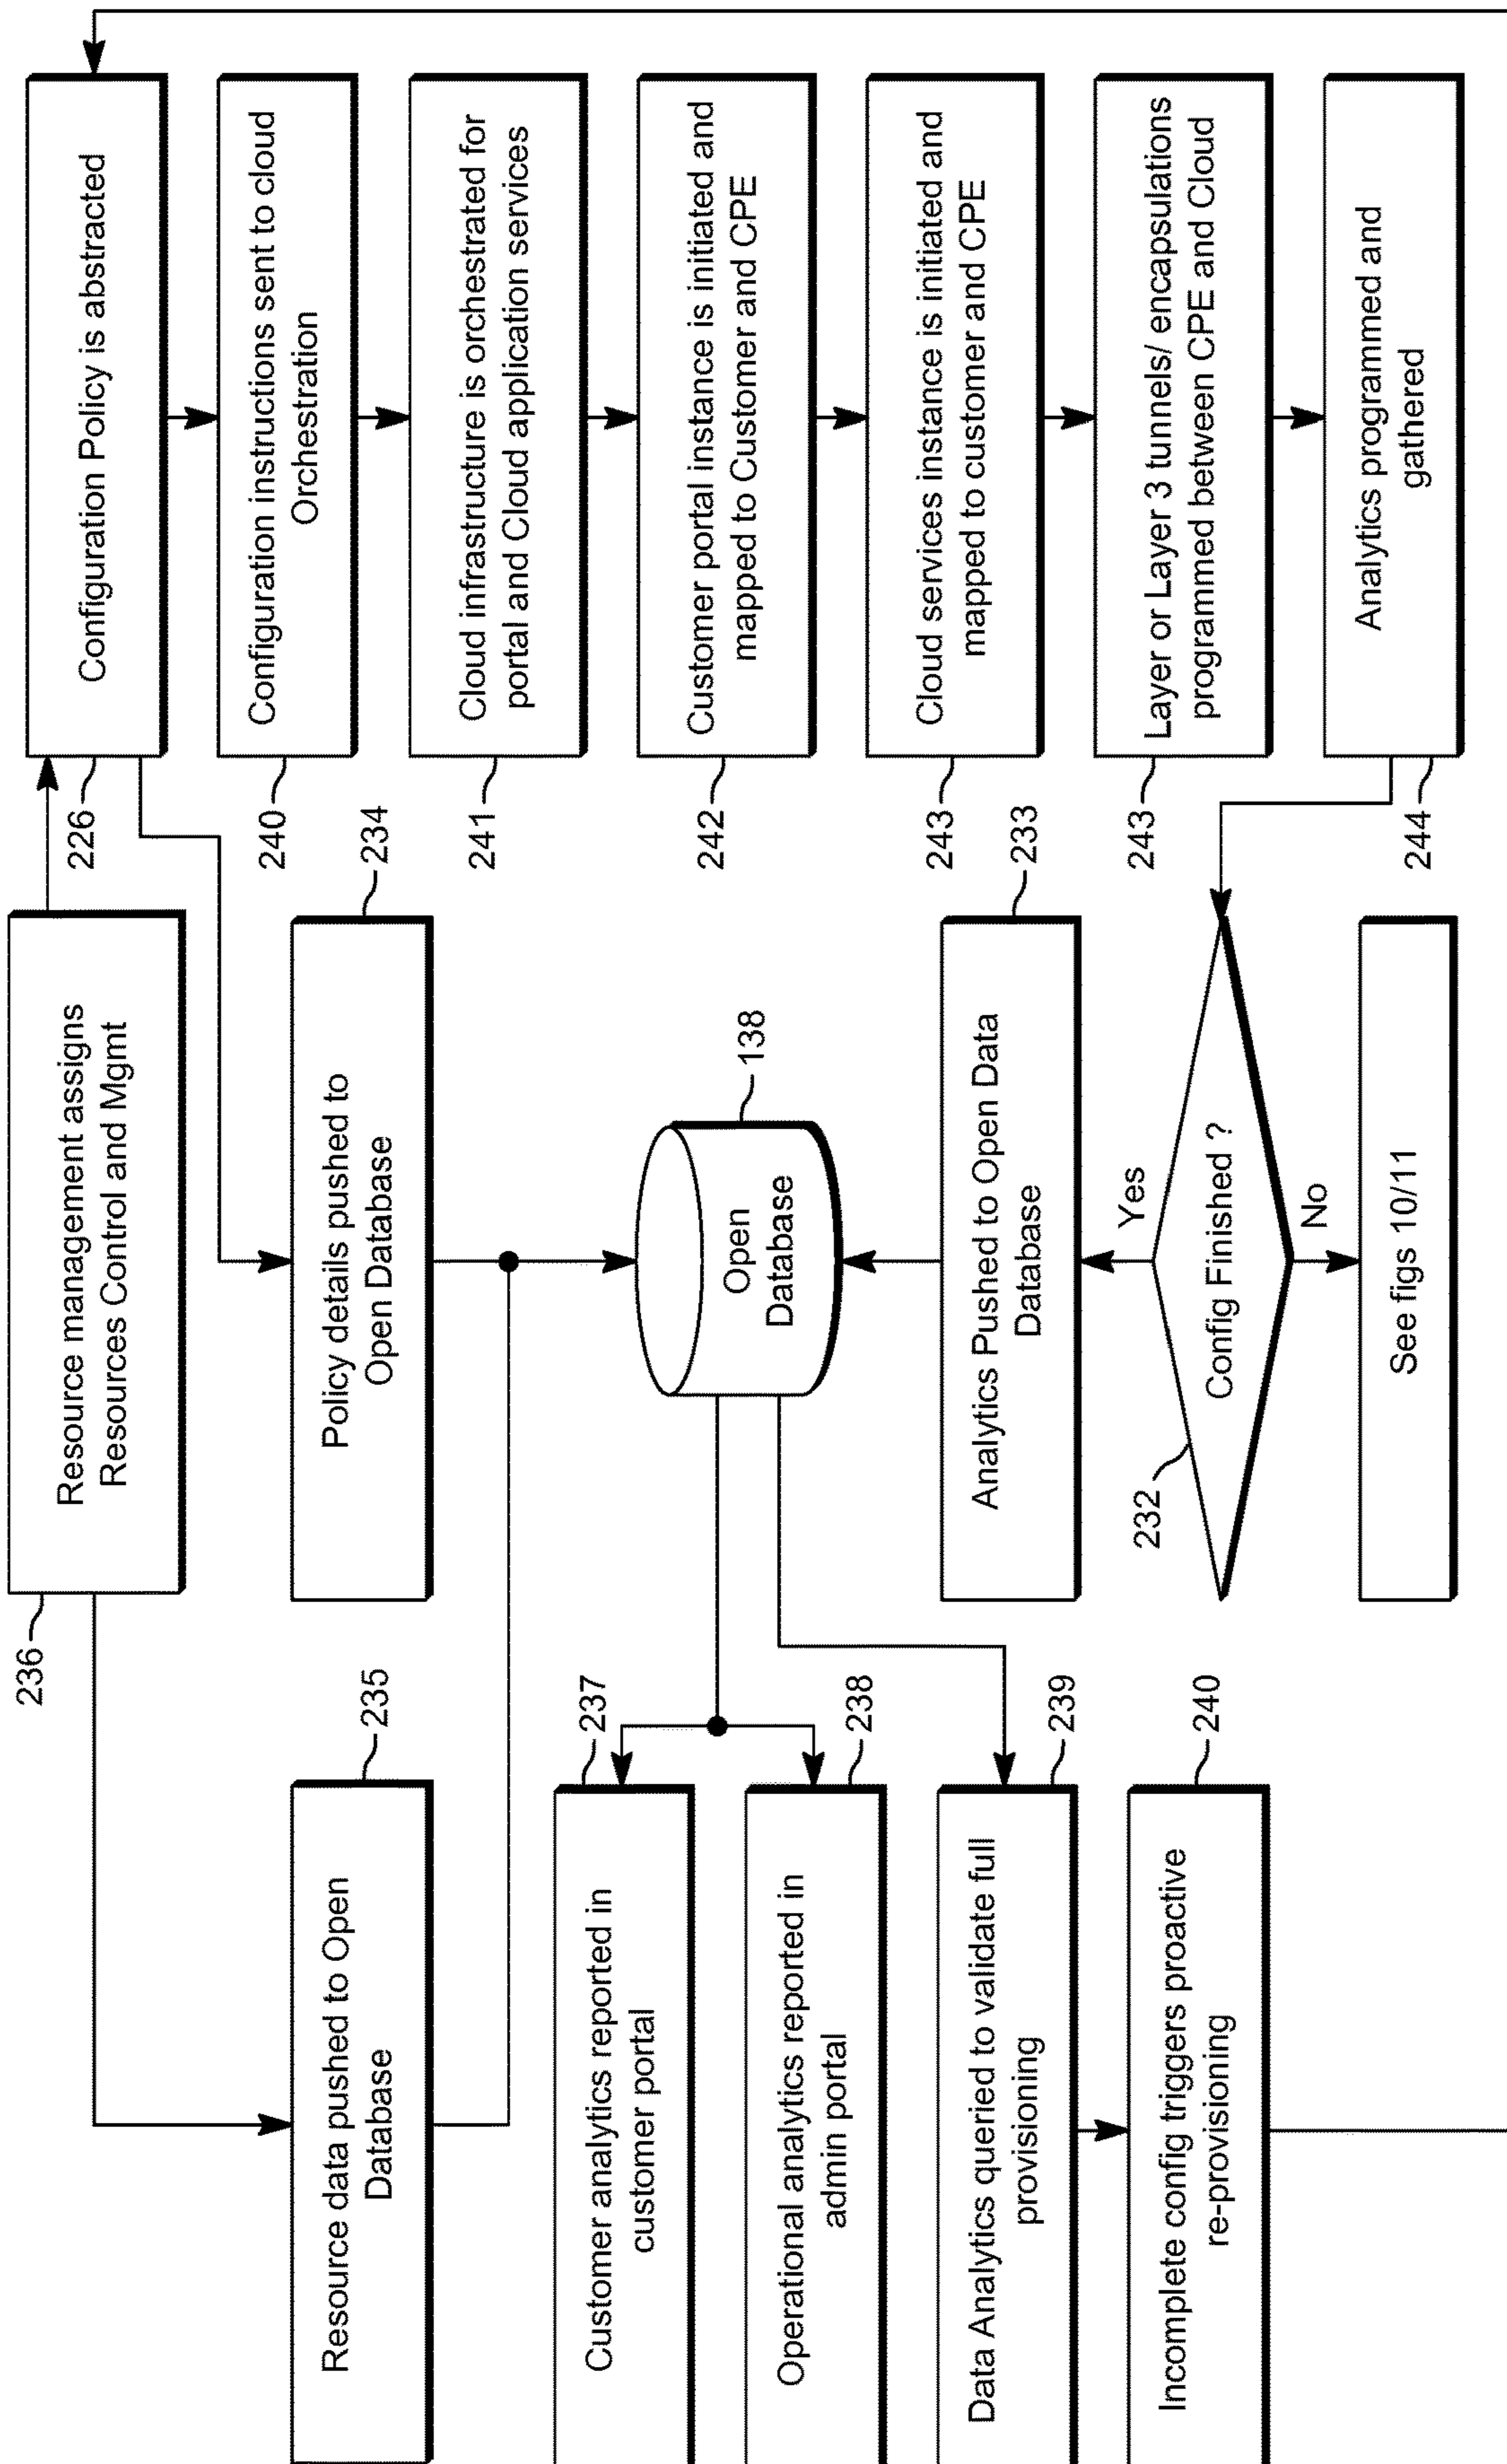 236
Resource management assigns
Resources Control and Mgmt
226
Configuration Policy is abstracted
240
Configuration instructions sent to cloud
Orchestration
241
Cloud infrastructure is orchestrated for
portal and Cloud application services
242
Customer portal instance is initiated and
mapped to Customer and CPE
243
Cloud services instance is initiated and
mapped to customer and CPE
243
Layer or Layer 3 tunnels/ encapsulations
programmed between CPE and Cloud
244
Analytics programmed and
gathered
234
Policy details pushed to
Open Database
138
Open
Database
233
Analytics Pushed to Open Data
Database
Yes
232
Config Finished ?
No
See figs 10/11
235
Resource data pushed to Open
Database
237
Customer analytics reported in
customer portal
238
Operational analytics reported in
admin portal
239
Data Analytics queried to validate full
provisioning
240
Incomplete config triggers proactive
re-provisioning